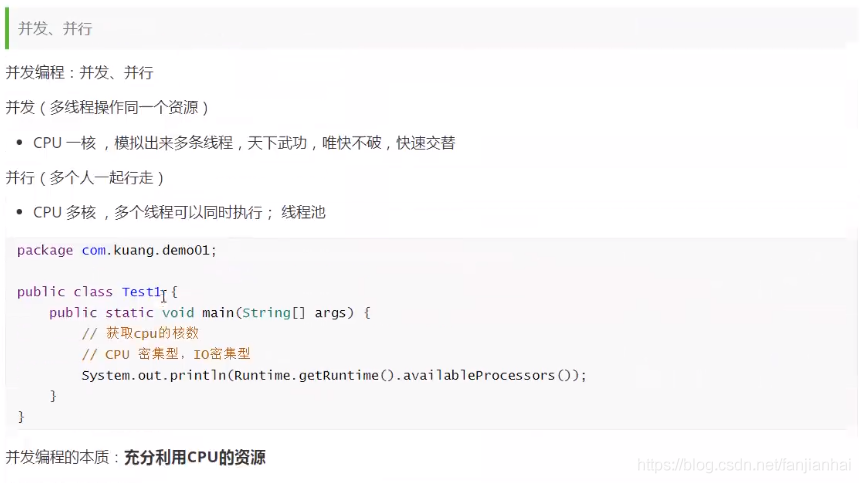 并发、并行
并发编程：并发、并行
并发（多线程操作同一个资源）
CPU 一核 ，模拟出来多条线程，天下武功，唯快不破，快速交替
并行（多个人一起行走）
CPU 多核 ，多个线程可以同时执行； 线程池
package com.kuang.demo01;
public class Test1 {
    public static void main(String[] args) {
        // 获取cpu的核数
        // CPU 密集型，IO密集型
        System.out.println(Runtime.getRuntime().availableProcessors());
    }
}
并发编程的本质：充分利用CPU的资源
https://blog.csdn.net/fanjianhai